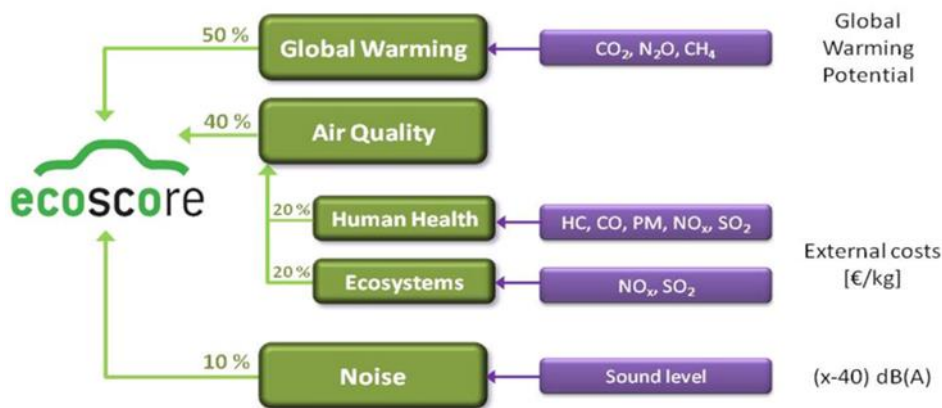 50 %
Global Warming
CO₂, N₂O, CH₄
Global
Warming
Potential
40 %
Air Quality
ecoscore
20 %
Human Health
HC, CO, PM, NOₓ, SO₂
20%
Ecosystems
NOₓ, SO₂
External costs
[€/kg]
10 %
Noise
Sound level
(x-40) dB(A)